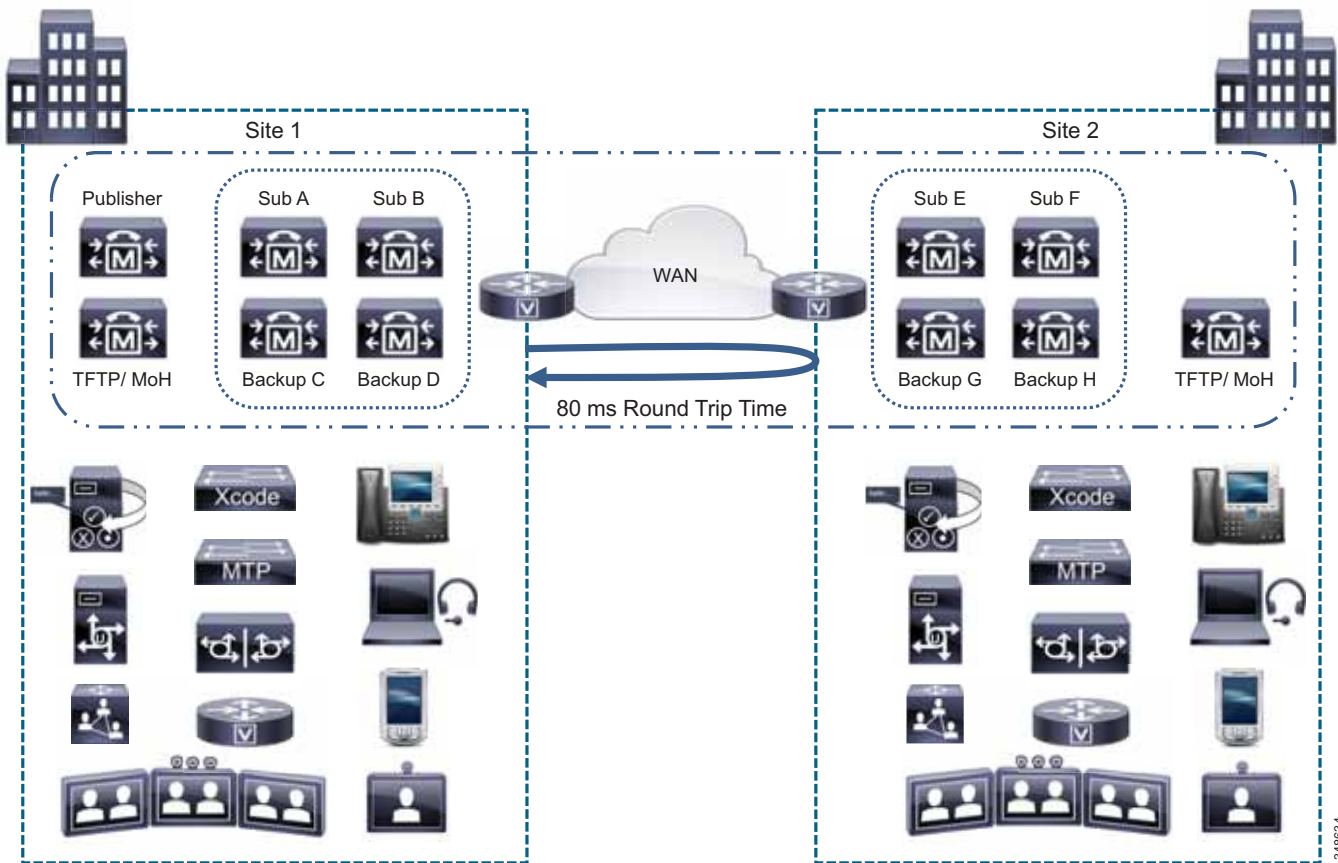 Site 1
Site 2
Publisher
Sub A
Sub B
Sub E
Sub F
M
M
M
M
M
WAN
V
V
M
M
M
M
M
M
TFTP/ MoH
Backup C
Backup D
Backup G
Backup H
TFTP/ MoH
80 ms Round Trip Time
Xcode
Xcode
MTP
MTP
U
U
V
V